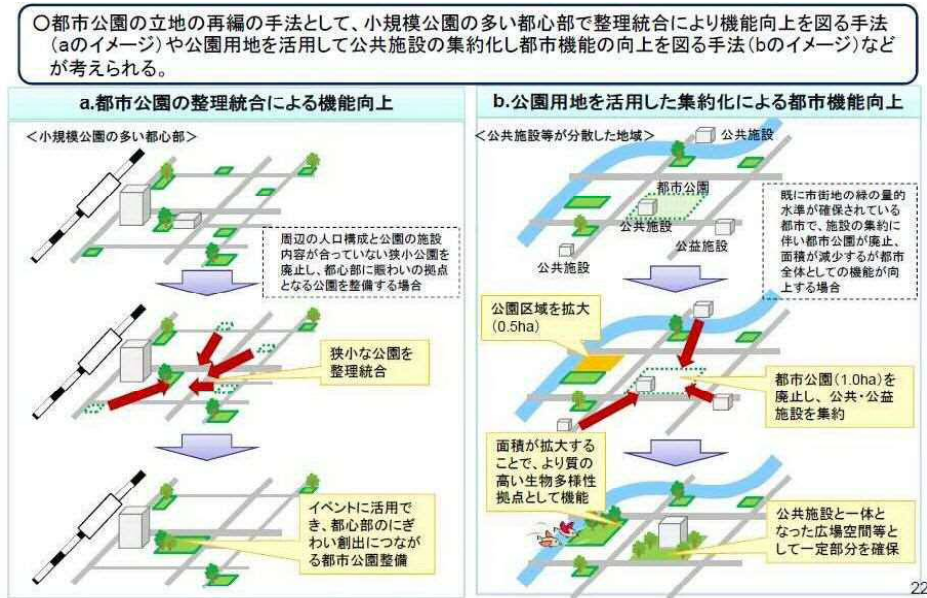 ○都市公園の立地の再編の手法として、小規模公園の多い都心部で整理統合により機能向上を図る手法
(aのイメージ)や公園用地を活用して公共施設の集約化し都市機能の向上を図る手法(bのイメージ)など
が考えられる。
a.都市公園の整理統合による機能向上
<小規模公園の多い都心部>
周辺の人口構成と公園の施設
内容が合っていない狭小公園を
廃止し、都心部に賑わいの拠点
となる公園を整備する場合
狭小な公園を
整理統合
イベントに活用で
き、都心部のにぎ
わい創出につなが
る都市公園整備
b.公園用地を活用した集約化による都市機能向上
<公共施設等が分散した地域>
公共施設
都市公園
公共施設
公益施設
公共施設
既に市街地の緑の量的
水準が確保されている
都市で、施設の集約に
伴い都市公園が廃止、
面積が減少するが都市
全体としての機能が向
上する場合
公園区域を拡大
(0.5ha)
都市公園(1.0ha)を
廃止し、公共・公益
施設を集約
面積が拡大する
ことで、より質の
高い生物多様性
拠点として機能
公共施設と一体と
なった広場空間等と
して一定部分を確保
22